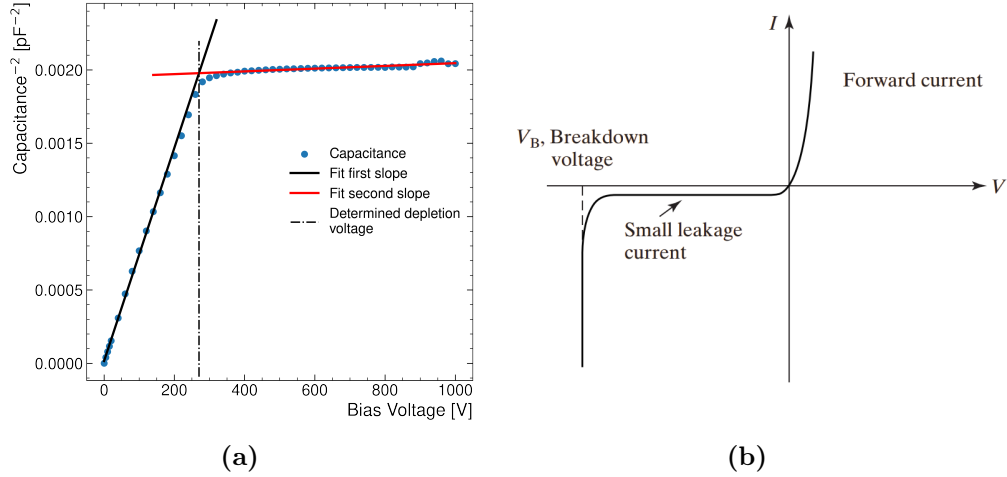 Capacitance⁻² [pF⁻²]
0.0020
0.0015
0.0010
0.0005
0.0000
Capacitance
Fit first slope
Fit second slope
Determined depletion
voltage
0 200 400 600 800 1000
Bias Voltage [V]
(a)
I
Forward current
V_B, Breakdown
voltage
V
Small leakage
current
(b)